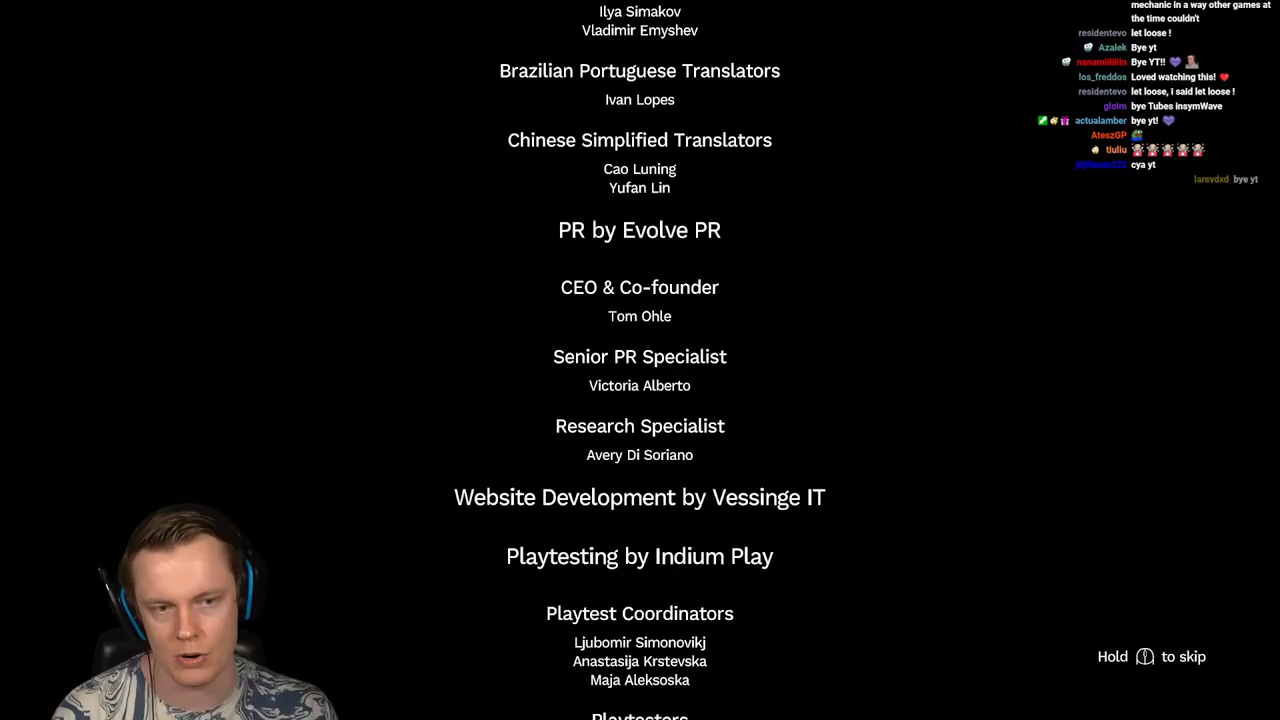 Ilya Simakov
Vladimir Emyshev
Brazilian Portuguese Translators
Ivan Lopes
Chinese Simplified Translators
Cao Luning
Yufan Lin
PR by Evolve PR
CEO & Co-founder
Tom Ohle
Senior PR Specialist
Victoria Alberto
Research Specialist
Avery Di Soriano
Website Development by Vessinge IT
Playtesting by Indium Play
Playtest Coordinators
Ljubomir Simonovikj
Anastasija Krstevska
Maja Aleksoska
Playtesters
mechanic in a way other games at
the time couldn't
residentevo let loose !
Azalek Bye yt
Bye YT!!
los_freddos Loved watching this!
residentevo let loose, i said let loose !
gloim bye Tubes insymWave
actualamber bye yt!
AteszGP
tiuliu
cya yt
larsvdxd bye yt
Hold to skip